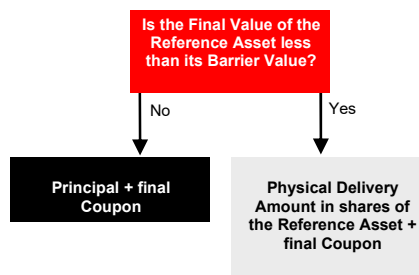 Is the Final Value of the
Reference Asset less
than its Barrier Value?
No
Yes
Principal + final
Coupon
Physical Delivery
Amount in shares of
the Reference Asset +
final Coupon